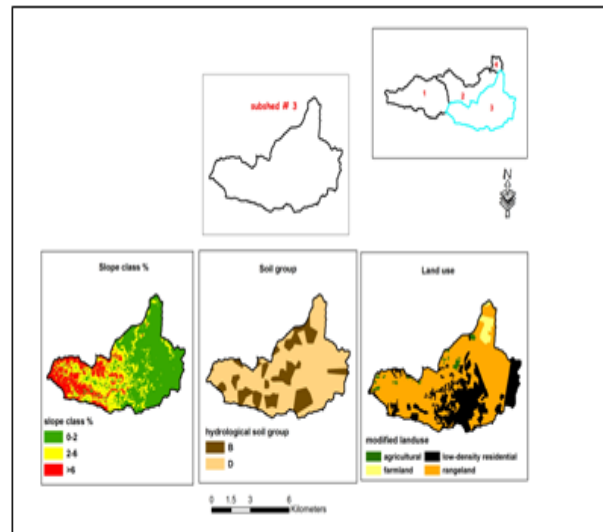 subshed # 3
1
2
3
4
N
Slope class %
slope class %
0-2
2-6
>6
Soil group
hydrological soil group
B
D
Land use
modified landuse
agricultural
low-density residential
farmland
rangeland
0 1.5 3 6
Kilometers